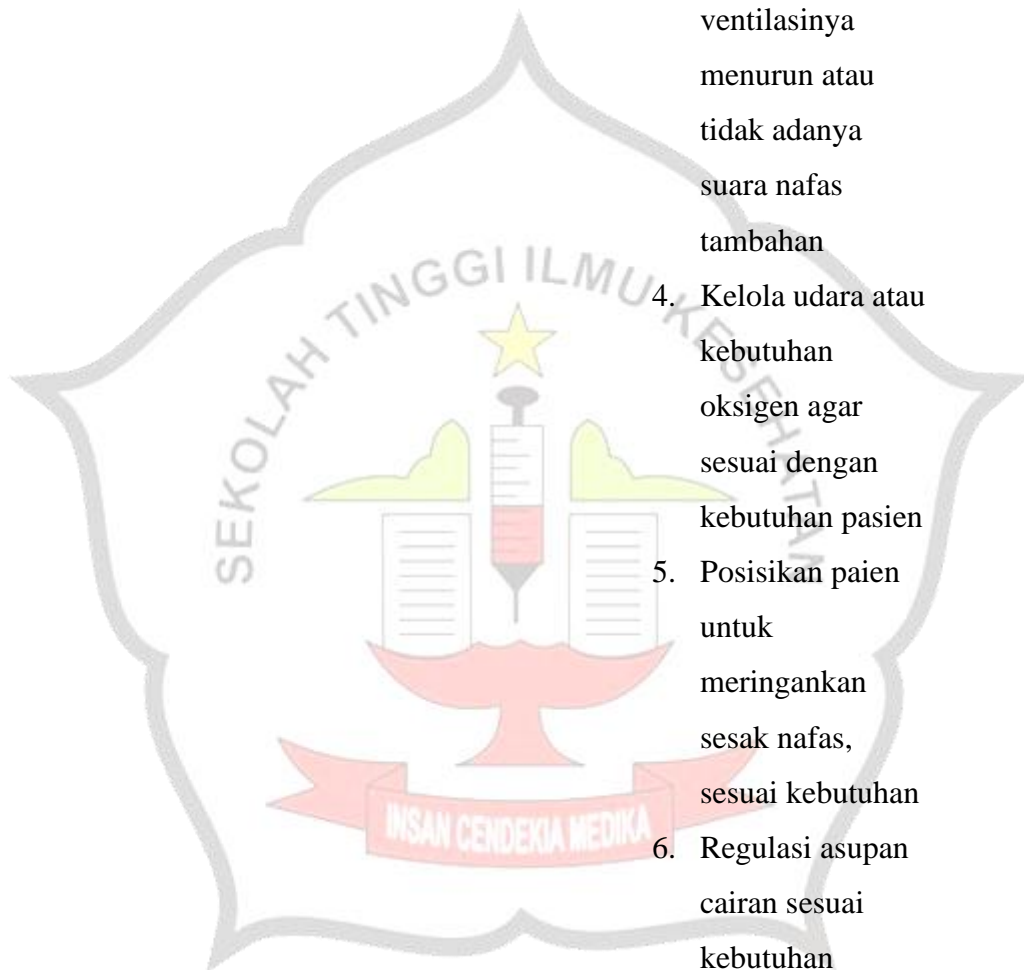 ventilasinya
menurun atau
tidak adanya
suara nafas
tambahan
4. Kelola udara atau
kebutuhan
oksigen agar
sesuai dengan
kebutuhan pasien
5. Posisikan paien
untuk
meringankan
sesak nafas,
sesuai kebutuhan
6. Regulasi asupan
cairan sesuai
kebutuhan
SEKOLAH TINGGI ILMU KESEHATAN
INSAN CENDEKIA MEDIKA